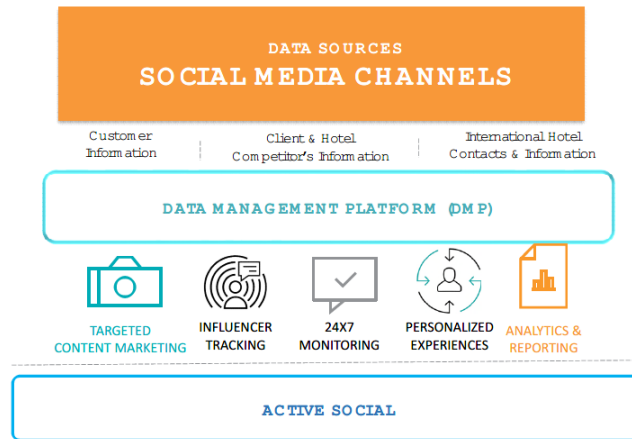 DATA SOURCES
SOCIAL MEDIA CHANNELS
Customer
Information
Client & Hotel
Competitor's Information
International Hotel
Contacts & Information
DATA MANAGEMENT PLATFORM (DMP)
TARGETED
CONTENT MARKETING
INFLUENCER
TRACKING
24X7
MONITORING
PERSONALIZED
EXPERIENCES
ANALYTICS &
REPORTING
ACTIVE SOCIAL